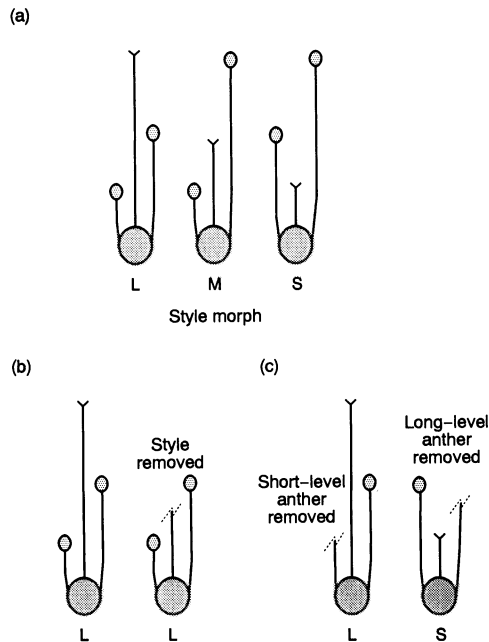 (a)
L M S
Style morph
(b)
(c)
Style
removed
Long-level
anther
removed
Short-level
anther
removed
L L
L S